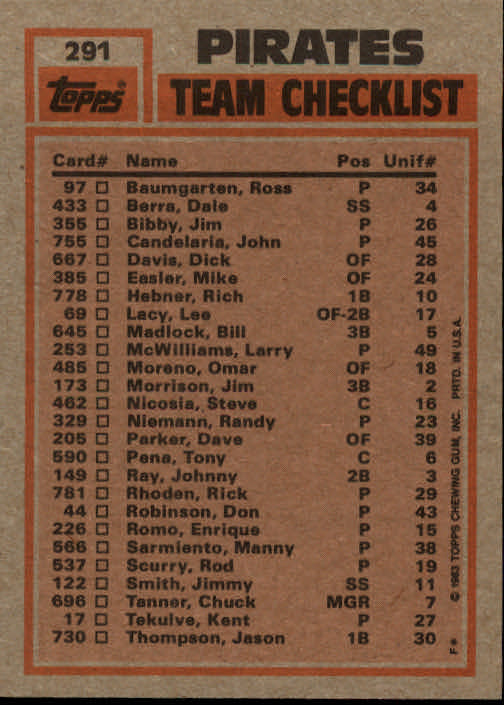 291
PIRATES
TOPPS®
TEAM CHECKLIST
Card# Name Pos Unif#
97 □ Baumgarten, Ross P 34
433 □ Berra, Dale SS 4
355 □ Bibby, Jim P 26
755 □ Candelaria, John P 45
667 □ Davis, Dick OF 28
385 □ Easler, Mike OF 24
778 □ Hebner, Rich 1B 10
69 □ Lacy, Lee OF-2B 17
645 □ Madlock, Bill 3B 5
253 □ McWilliams, Larry P 49
485 □ Moreno, Omar OF 18
173 □ Morrison, Jim 3B 2
462 □ Nicosia, Steve C 16
329 □ Niemann, Randy P 23
205 □ Parker, Dave OF 39
590 □ Pena, Tony C 6
149 □ Ray, Johnny 2B 3
781 □ Rhoden, Rick P 29
44 □ Robinson, Don P 43
226 □ Romo, Enrique P 15
566 □ Sarmiento, Manny P 38
537 □ Scurry, Rod P 19
122 □ Smith, Jimmy SS 11
696 □ Tanner, Chuck MGR 7
17 □ Tekulve, Kent P 27
730 □ Thompson, Jason 1B 30
F* © 1983 TOPPS CHEWING GUM, INC. PRTD. IN U.S.A.